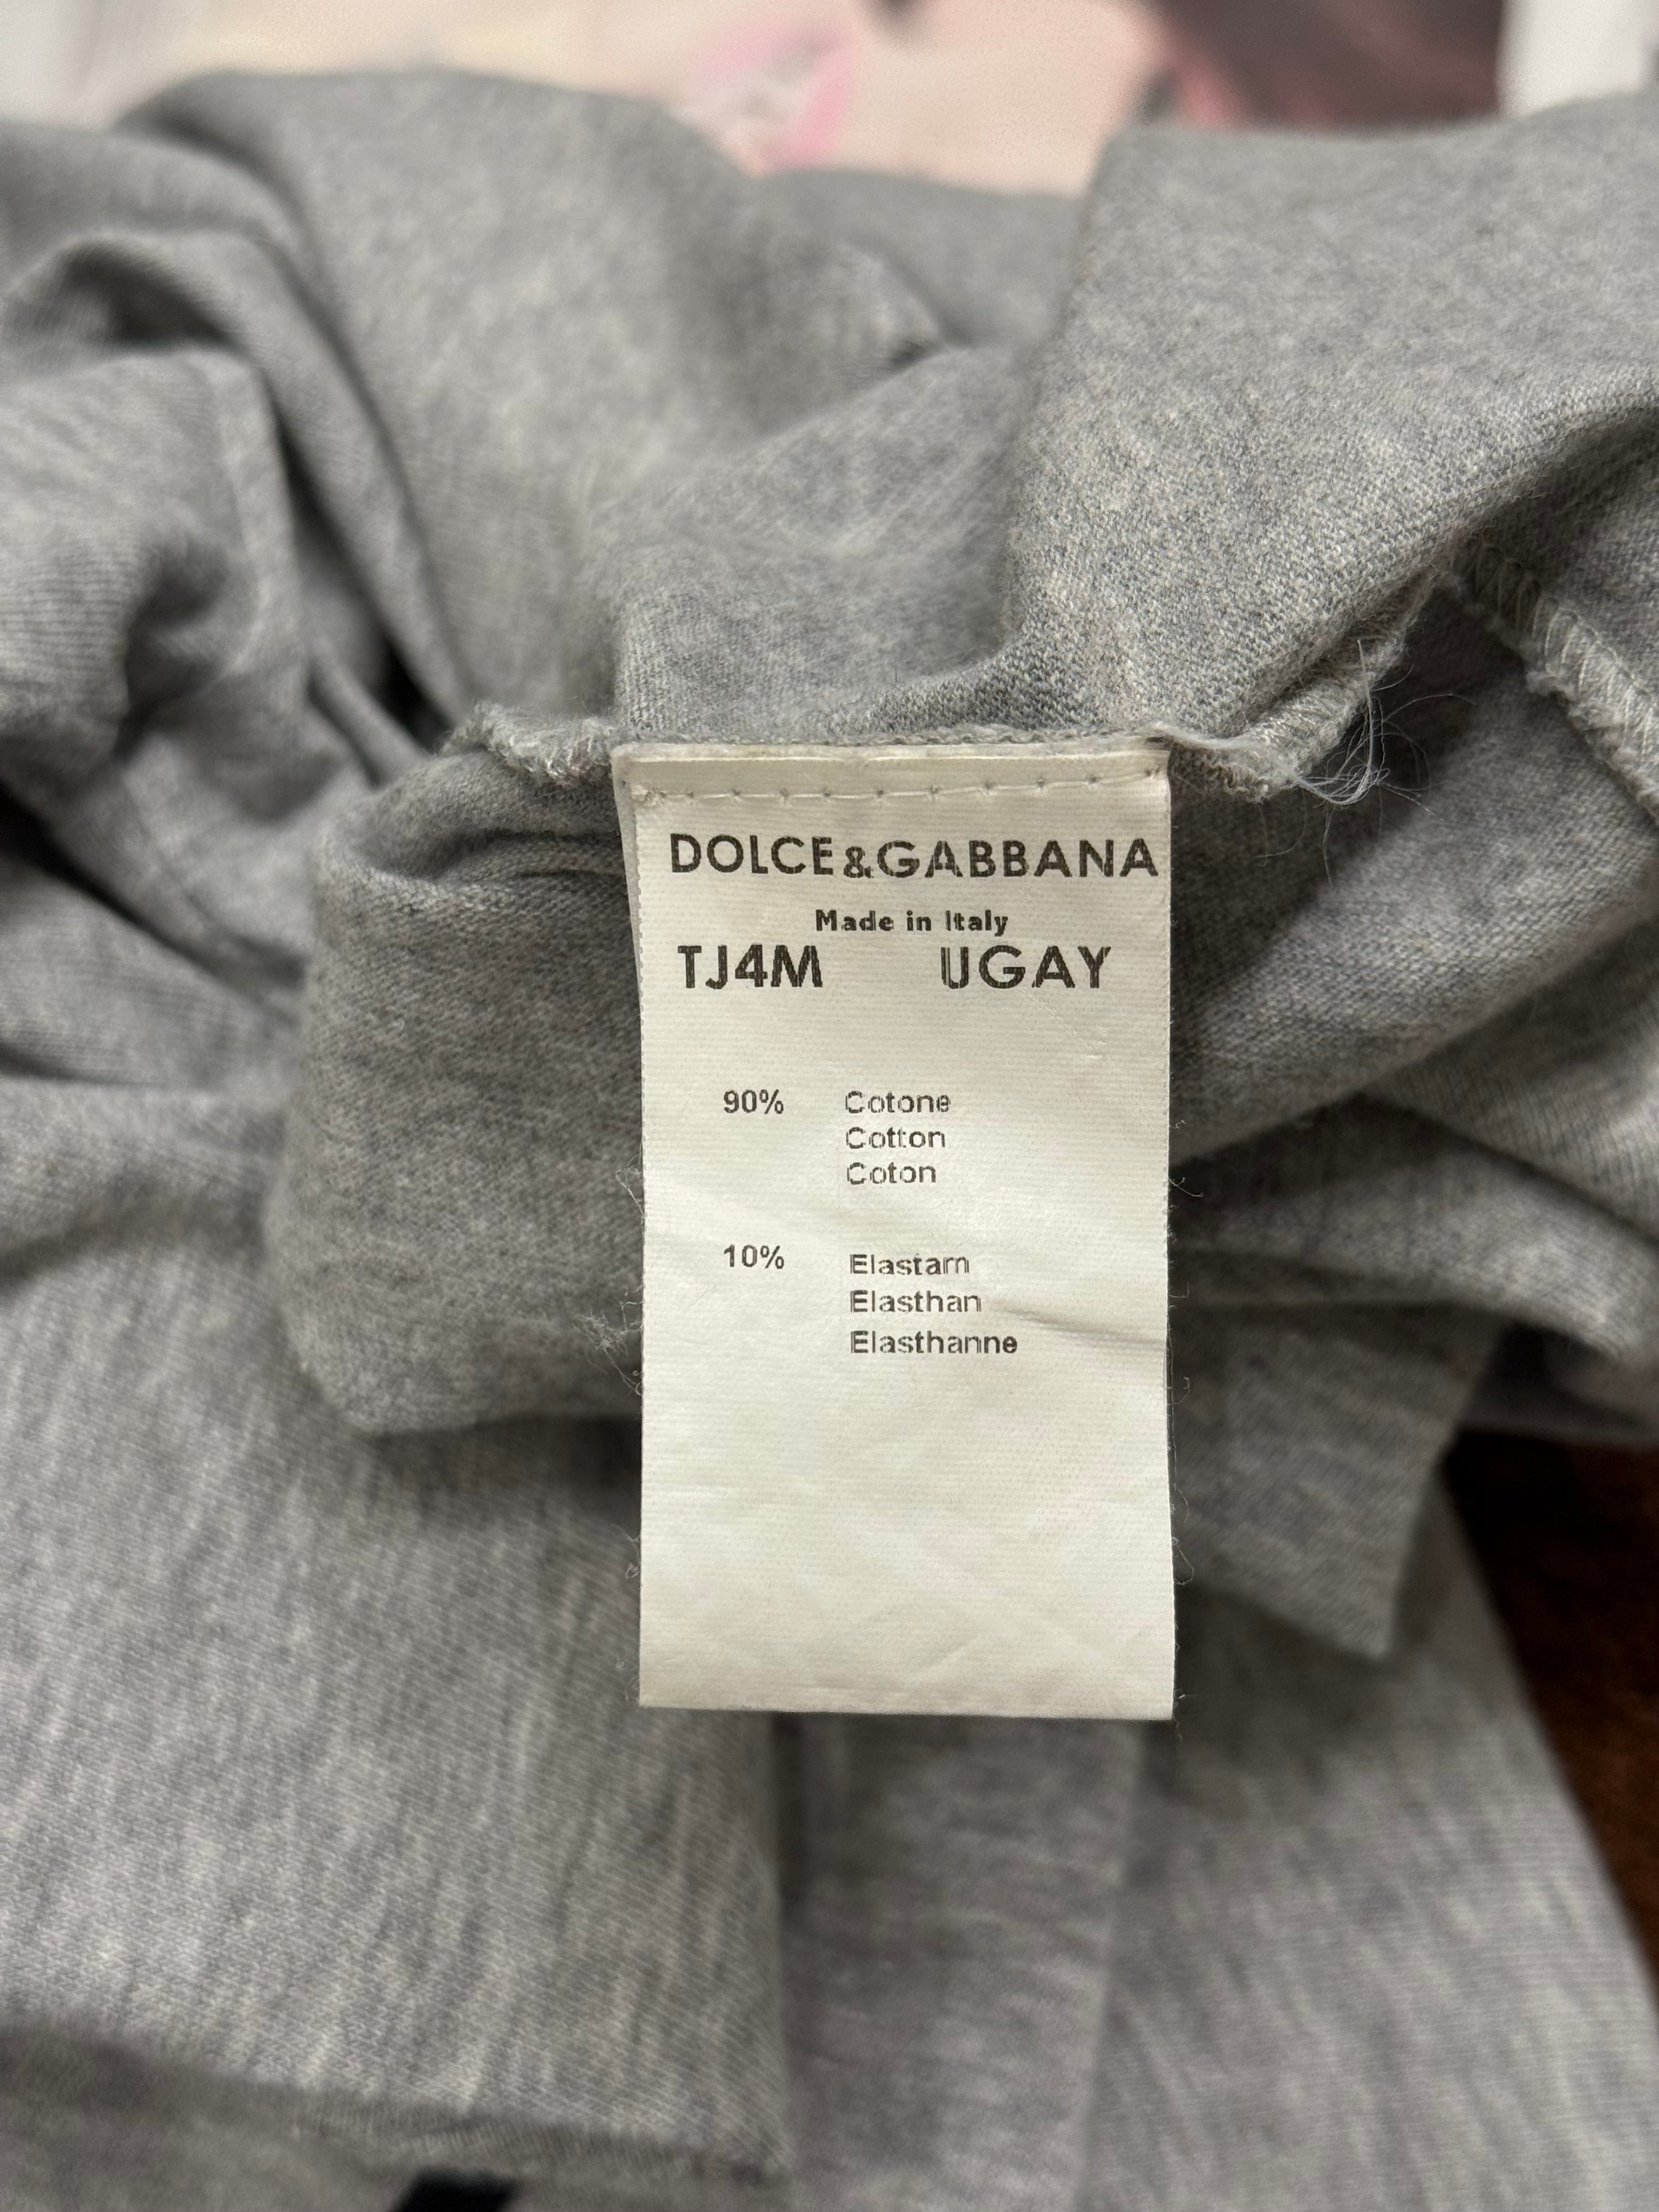 DOLCE&GABBANA
Made in Italy
TJ4M UGAY
90% Cotone
Cotton
Coton
10% Elastam
Elasthan
Elasthanne